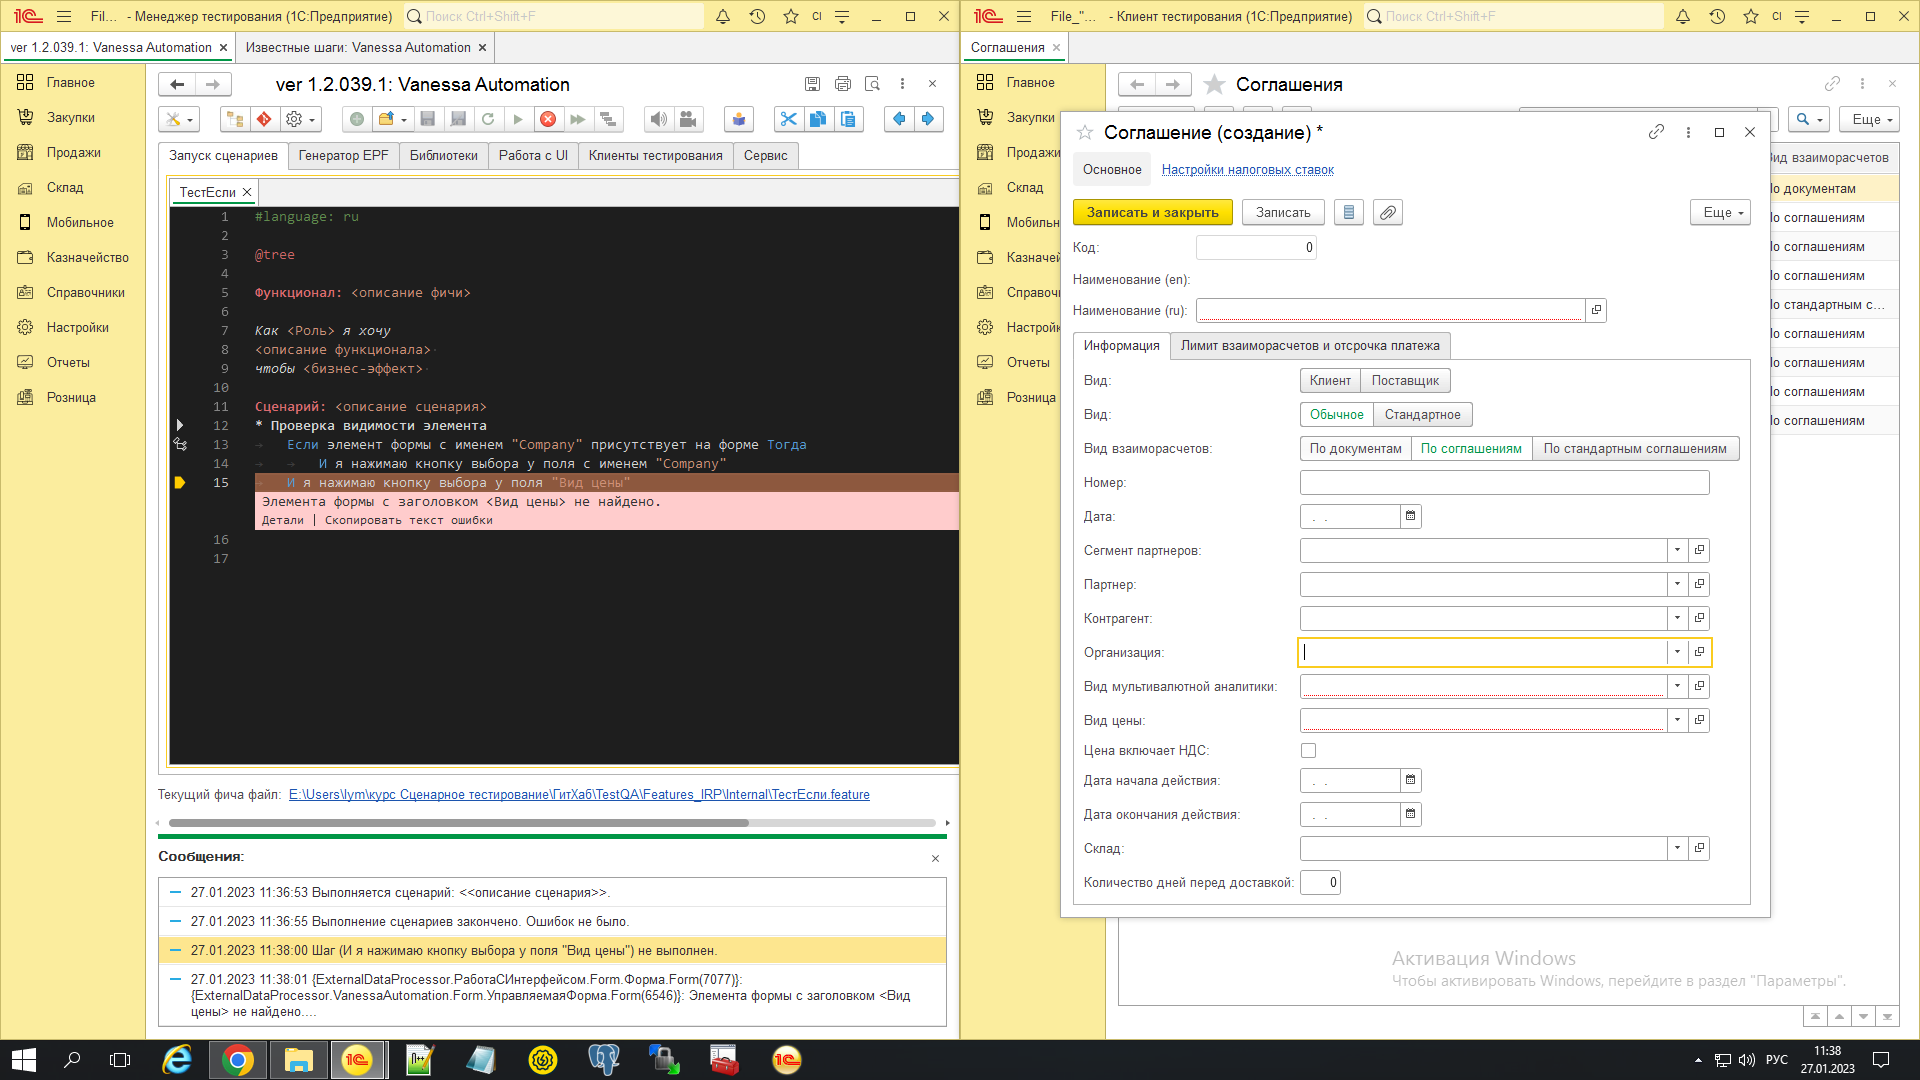 Fil... - Менеджер тестирования (1С:Предприятие)
Поиск Ctrl+Shift+F
CI
File_"... - Клиент тестирования (1С:Предприятие)
Поиск Ctrl+Shift+F
CI
ver 1.2.039.1: Vanessa Automation
Известные шаги: Vanessa Automation
Соглашения
Главное
Закупки
Продажи
Склад
Мобильное
Казначейство
Справочники
Настройки
Отчеты
Розница
ver 1.2.039.1: Vanessa Automation
Запуск сценариев
Генератор EPF
Библиотеки
Работа с UI
Клиенты тестирования
Сервис
ТестЕсли
1 #language: ru
2
3 @tree
4
5 Функционал: <описание фичи>
6
7 Как <Роль> я хочу
8 <описание функционала>
9 чтобы <бизнес-эффект>
10
11 Сценарий: <описание сценария>
12 * Проверка видимости элемента
13 Если элемент формы с именем "Company" присутствует на форме Тогда
14 И я нажимаю кнопку выбора у поля с именем "Company"
15 И я нажимаю кнопку выбора у поля "Вид цены"
Элемента формы с заголовком <Вид цены> не найдено.
Детали | Скопировать текст ошибки
16
17
Текущий фича файл: E:\Users\lym\курс Сценарное тестирование\ГитХаб\TestQA\Features_IRP\Internal\ТестЕсли.feature
Сообщения:
27.01.2023 11:36:53 Выполняется сценарий: <<описание сценария>>.
27.01.2023 11:36:55 Выполнение сценариев закончено. Ошибок не было.
27.01.2023 11:38:00 Шаг (И я нажимаю кнопку выбора у поля "Вид цены") не выполнен.
27.01.2023 11:38:01 {ExternalDataProcessor.РаботаСИнтерфейсом.Form.Форма.Form(7077)}:
{ExternalDataProcessor.VanessaAutomation.Form.УправляемаяФорма.Form(6546)}: Элемента формы с заголовком <Вид
цены> не найдено....
Главное
Закупки
Продажи
Склад
Мобильн
Казначей
Справоч
Настройк
Отчеты
Розница
Соглашения
Еще
ид взаиморасчетов
о документам
о соглашениям
о соглашениям
о соглашениям
о стандартным с...
о соглашениям
о соглашениям
о соглашениям
о соглашениям
Соглашение (создание) *
Основное
Настройки налоговых ставок
Записать и закрыть
Записать
Еще
Код: 0
Наименование (en):
Наименование (ru):
Информация
Лимит взаиморасчетов и отсрочка платежа
Вид: Клиент Поставщик
Вид: Обычное Стандартное
Вид взаиморасчетов: По документам По соглашениям По стандартным соглашениям
Номер:
Дата: . .
Сегмент партнеров:
Партнер:
Контрагент:
Организация:
Вид мультивалютной аналитики:
Вид цены:
Цена включает НДС:
Дата начала действия: . .
Дата окончания действия: . .
Склад:
Количество дней перед доставкой: 0
Активация Windows
Чтобы активировать Windows, перейдите в раздел "Параметры".
РУС
11:38
27.01.2023